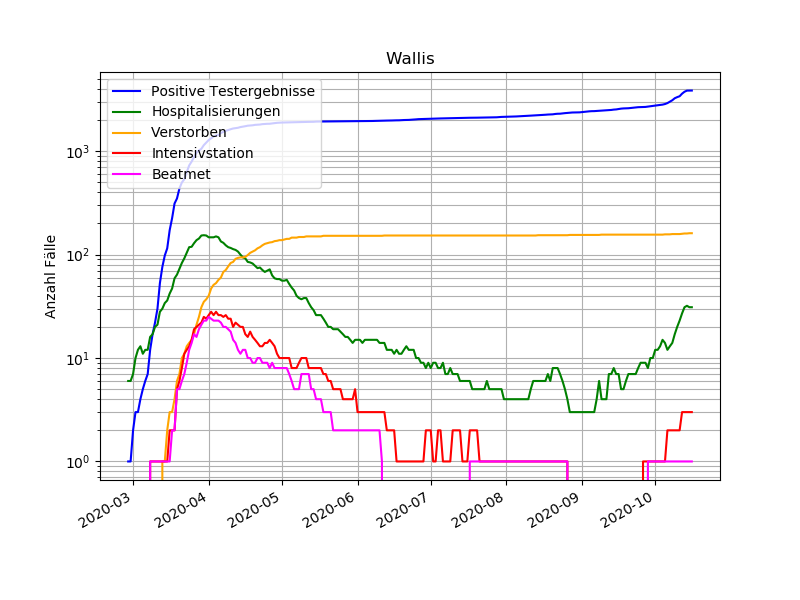 Wallis
Positive Testergebnisse
Hospitalisierungen
Verstorben
Intensivstation
Beatmet
Anzahl Fälle
10³
10²
10¹
10⁰
2020-03
2020-04
2020-05
2020-06
2020-07
2020-08
2020-09
2020-10